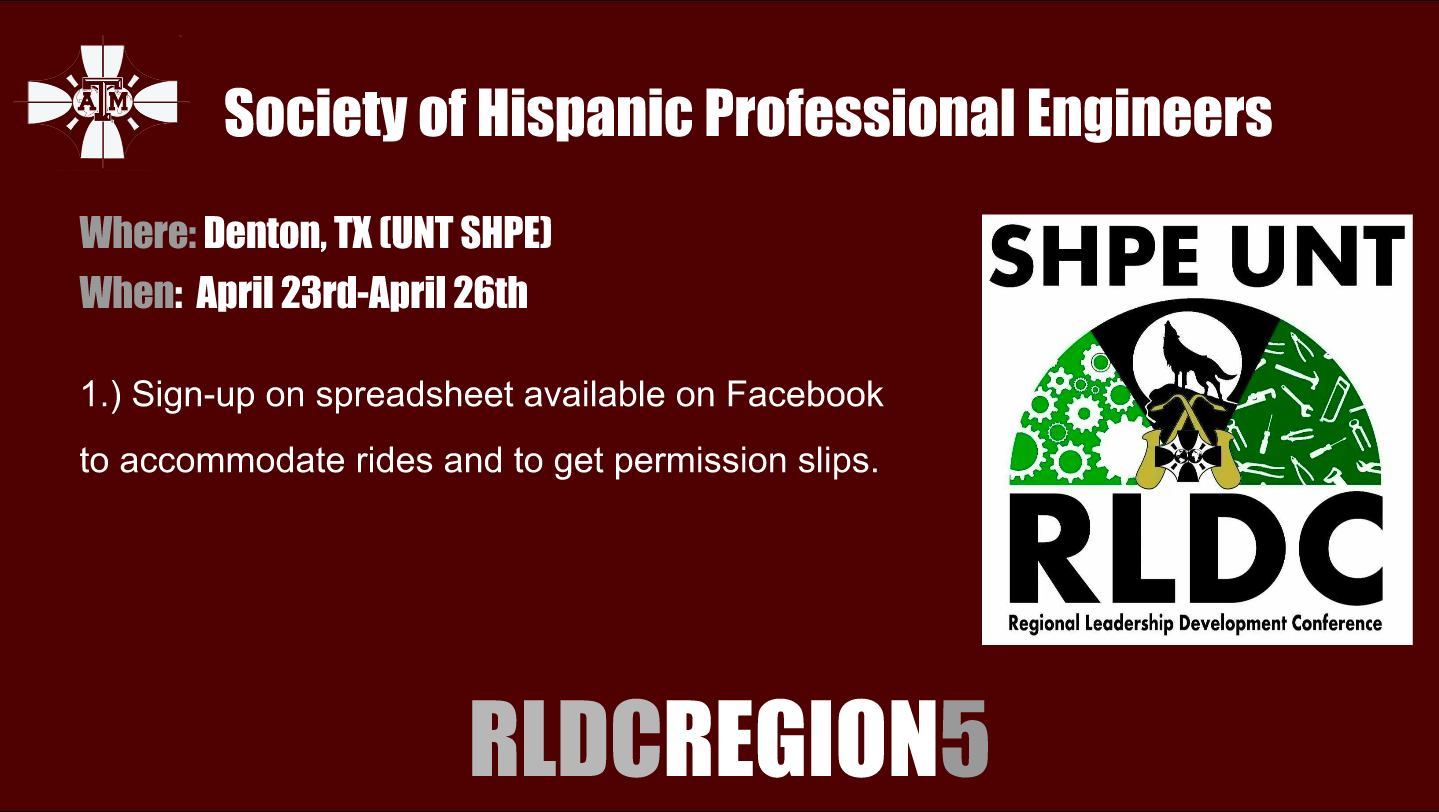 ATM
Society of Hispanic Professional Engineers
Where: Denton, TX (UNT SHPE)
When:  April 23rd-April 26th
1.) Sign-up on spreadsheet available on Facebook
to accommodate rides and to get permission slips.
SHPE UNT
RLDC
Regional Leadership Development Conference
RLDCREGION5